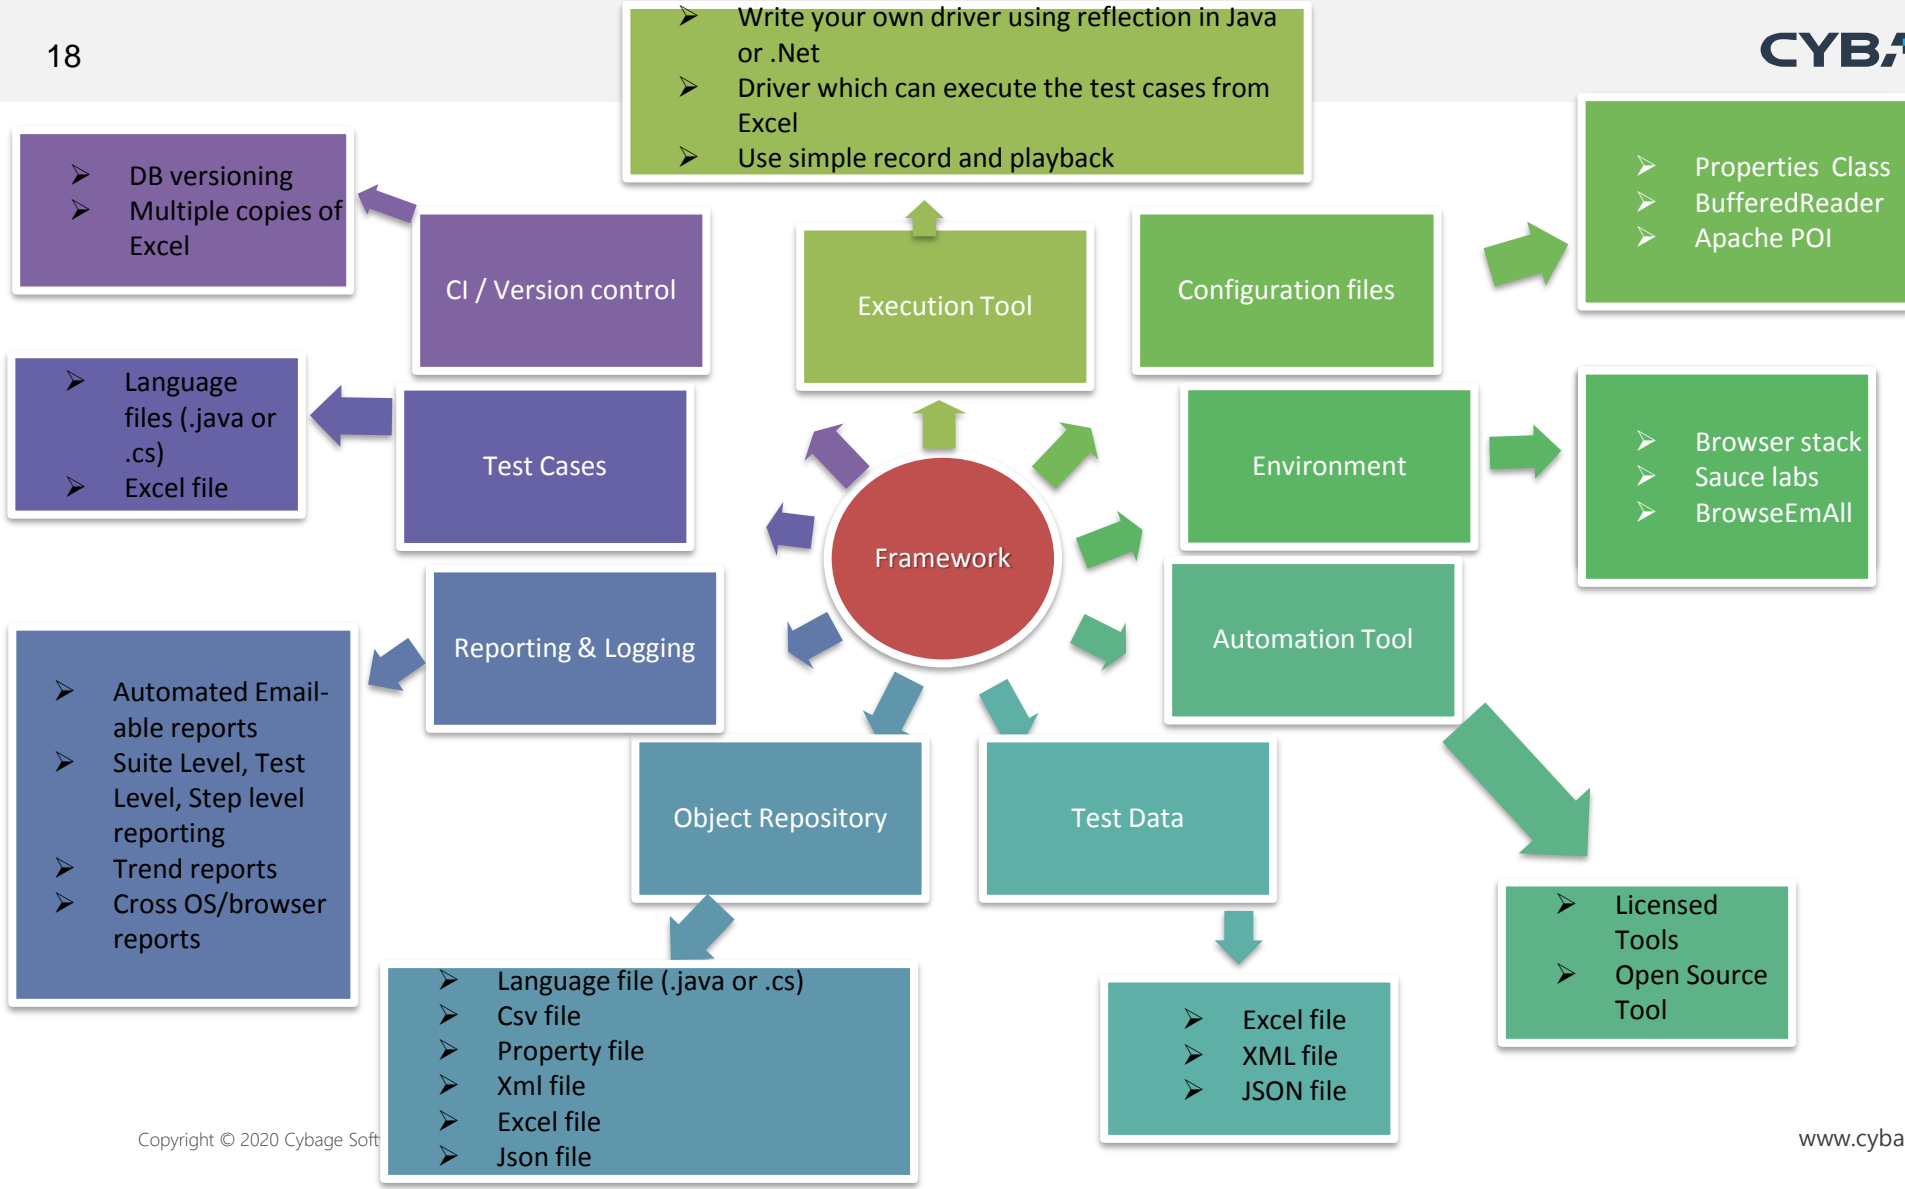 18
➢ Write your own driver using reflection in Java
or .Net
➢ Driver which can execute the test cases from
Excel
➢ Use simple record and playback
➢ DB versioning
➢ Multiple copies of
Excel
CI / Version control
Execution Tool
Configuration files
➢ Properties Class
➢ BufferedReader
➢ Apache POI
➢ Language
files (.java or
.cs)
➢ Excel file
Test Cases
Environment
➢ Browser stack
➢ Sauce labs
➢ BrowseEmAll
Framework
Reporting & Logging
Automation Tool
➢ Automated Email-
able reports
➢ Suite Level, Test
Level, Step level
reporting
➢ Trend reports
➢ Cross OS/browser
reports
Object Repository
Test Data
➢ Licensed
Tools
➢ Open Source
Tool
➢ Language file (.java or .cs)
➢ Csv file
➢ Property file
➢ Xml file
➢ Excel file
➢ Json file
➢ Excel file
➢ XML file
➢ JSON file
Copyright © 2020 Cybage
www.cyba